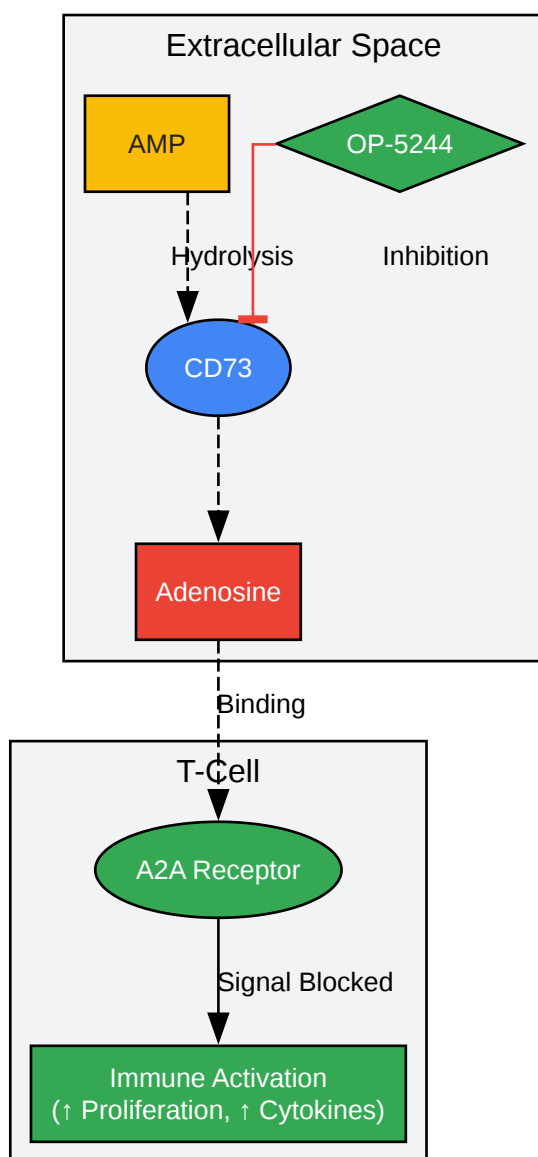 Extracellular Space
AMP
OP-5244
Hydrolysis
Inhibition
CD73
Adenosine
Binding
T-Cell
A2A Receptor
Signal Blocked
Immune Activation
(↑ Proliferation, ↑ Cytokines)